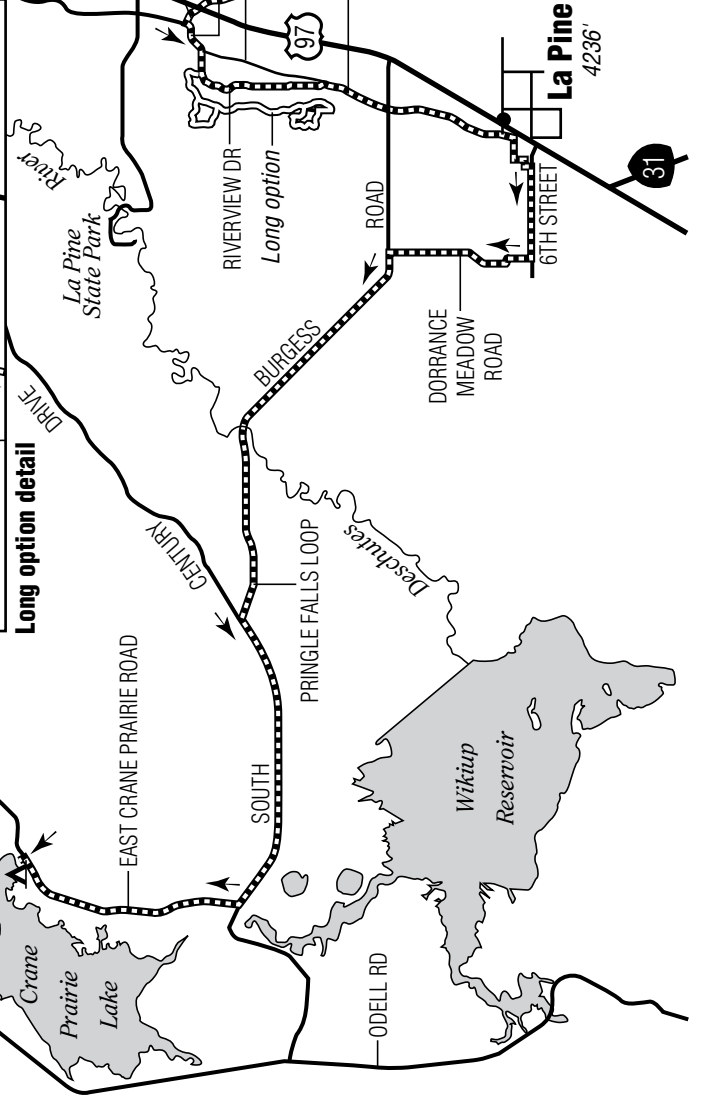 Long option detail
97
La Pine
4236'
31
River
La Pine
State Park
RIVERVIEW DR
Long option
ROAD
6TH STREET
DORRANCE
MEADOW
ROAD
BURGESS
DRIVE
CENTURY
PRINGLE FALLS LOOP
Deschutes
EAST CRANE PRAIRIE ROAD
SOUTH
Wikiup
Reservoir
Crane
Prairie
Lake
ODELL RD